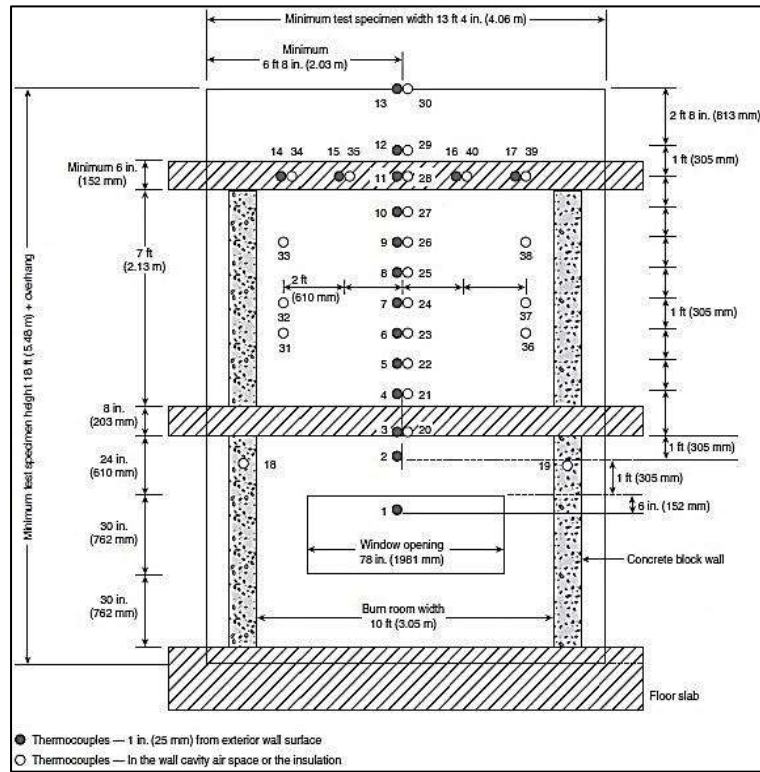 Minimum test specimen width 13 ft 4 in. (4.06 m)
Minimum
6 ft 8 in. (2.03 m)
13 30
2 ft 8 in. (813 mm)
12 29
14 34 15 35 16 40 17 39
1 ft (305 mm)
Minimum 6 in.
(152 mm)
11 28
10 27
33 9 26 38
7 ft
(2.13 m)
8 25
2 ft
(610 mm)
7 24
32 37
1 ft (305 mm)
6 23
31 36
5 22
4 21
8 in.
(203 mm)
3 20
1 ft (305 mm)
2
24 in.
(610 mm)
18 19
1 ft (305 mm)
6 in. (152 mm)
1
30 in.
(762 mm)
Window opening
78 in. (1981 mm)
Concrete block wall
30 in.
(762 mm)
Burn room width
10 ft (3.05 m)
Minimum test specimen height 18 ft (5.48 m) + overhang
Floor slab
Thermocouples — 1 in. (25 mm) from exterior wall surface
Thermocouples — In the wall cavity air space or the insulation